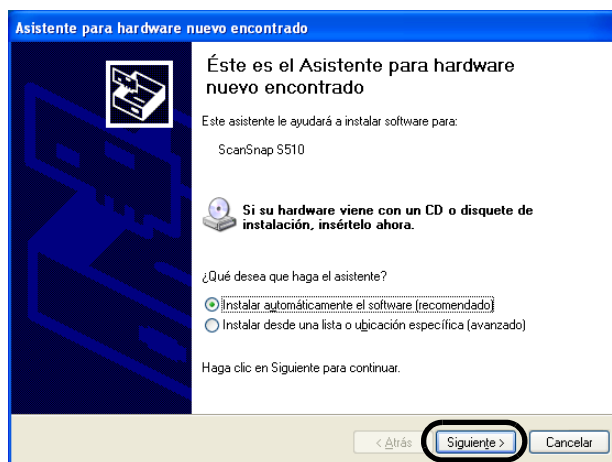 Asistente para hardware nuevo encontrado
Éste es el Asistente para hardware
nuevo encontrado
Este asistente le ayudará a instalar software para:
ScanSnap S510
Si su hardware viene con un CD o disquete de
instalación, insértelo ahora.
¿Qué desea que haga el asistente?
Instalar automáticamente el software (recomendado)
Instalar desde una lista o ubicación específica (avanzado)
Haga clic en Siguiente para continuar.
< Atrás
Siguiente >
Cancelar